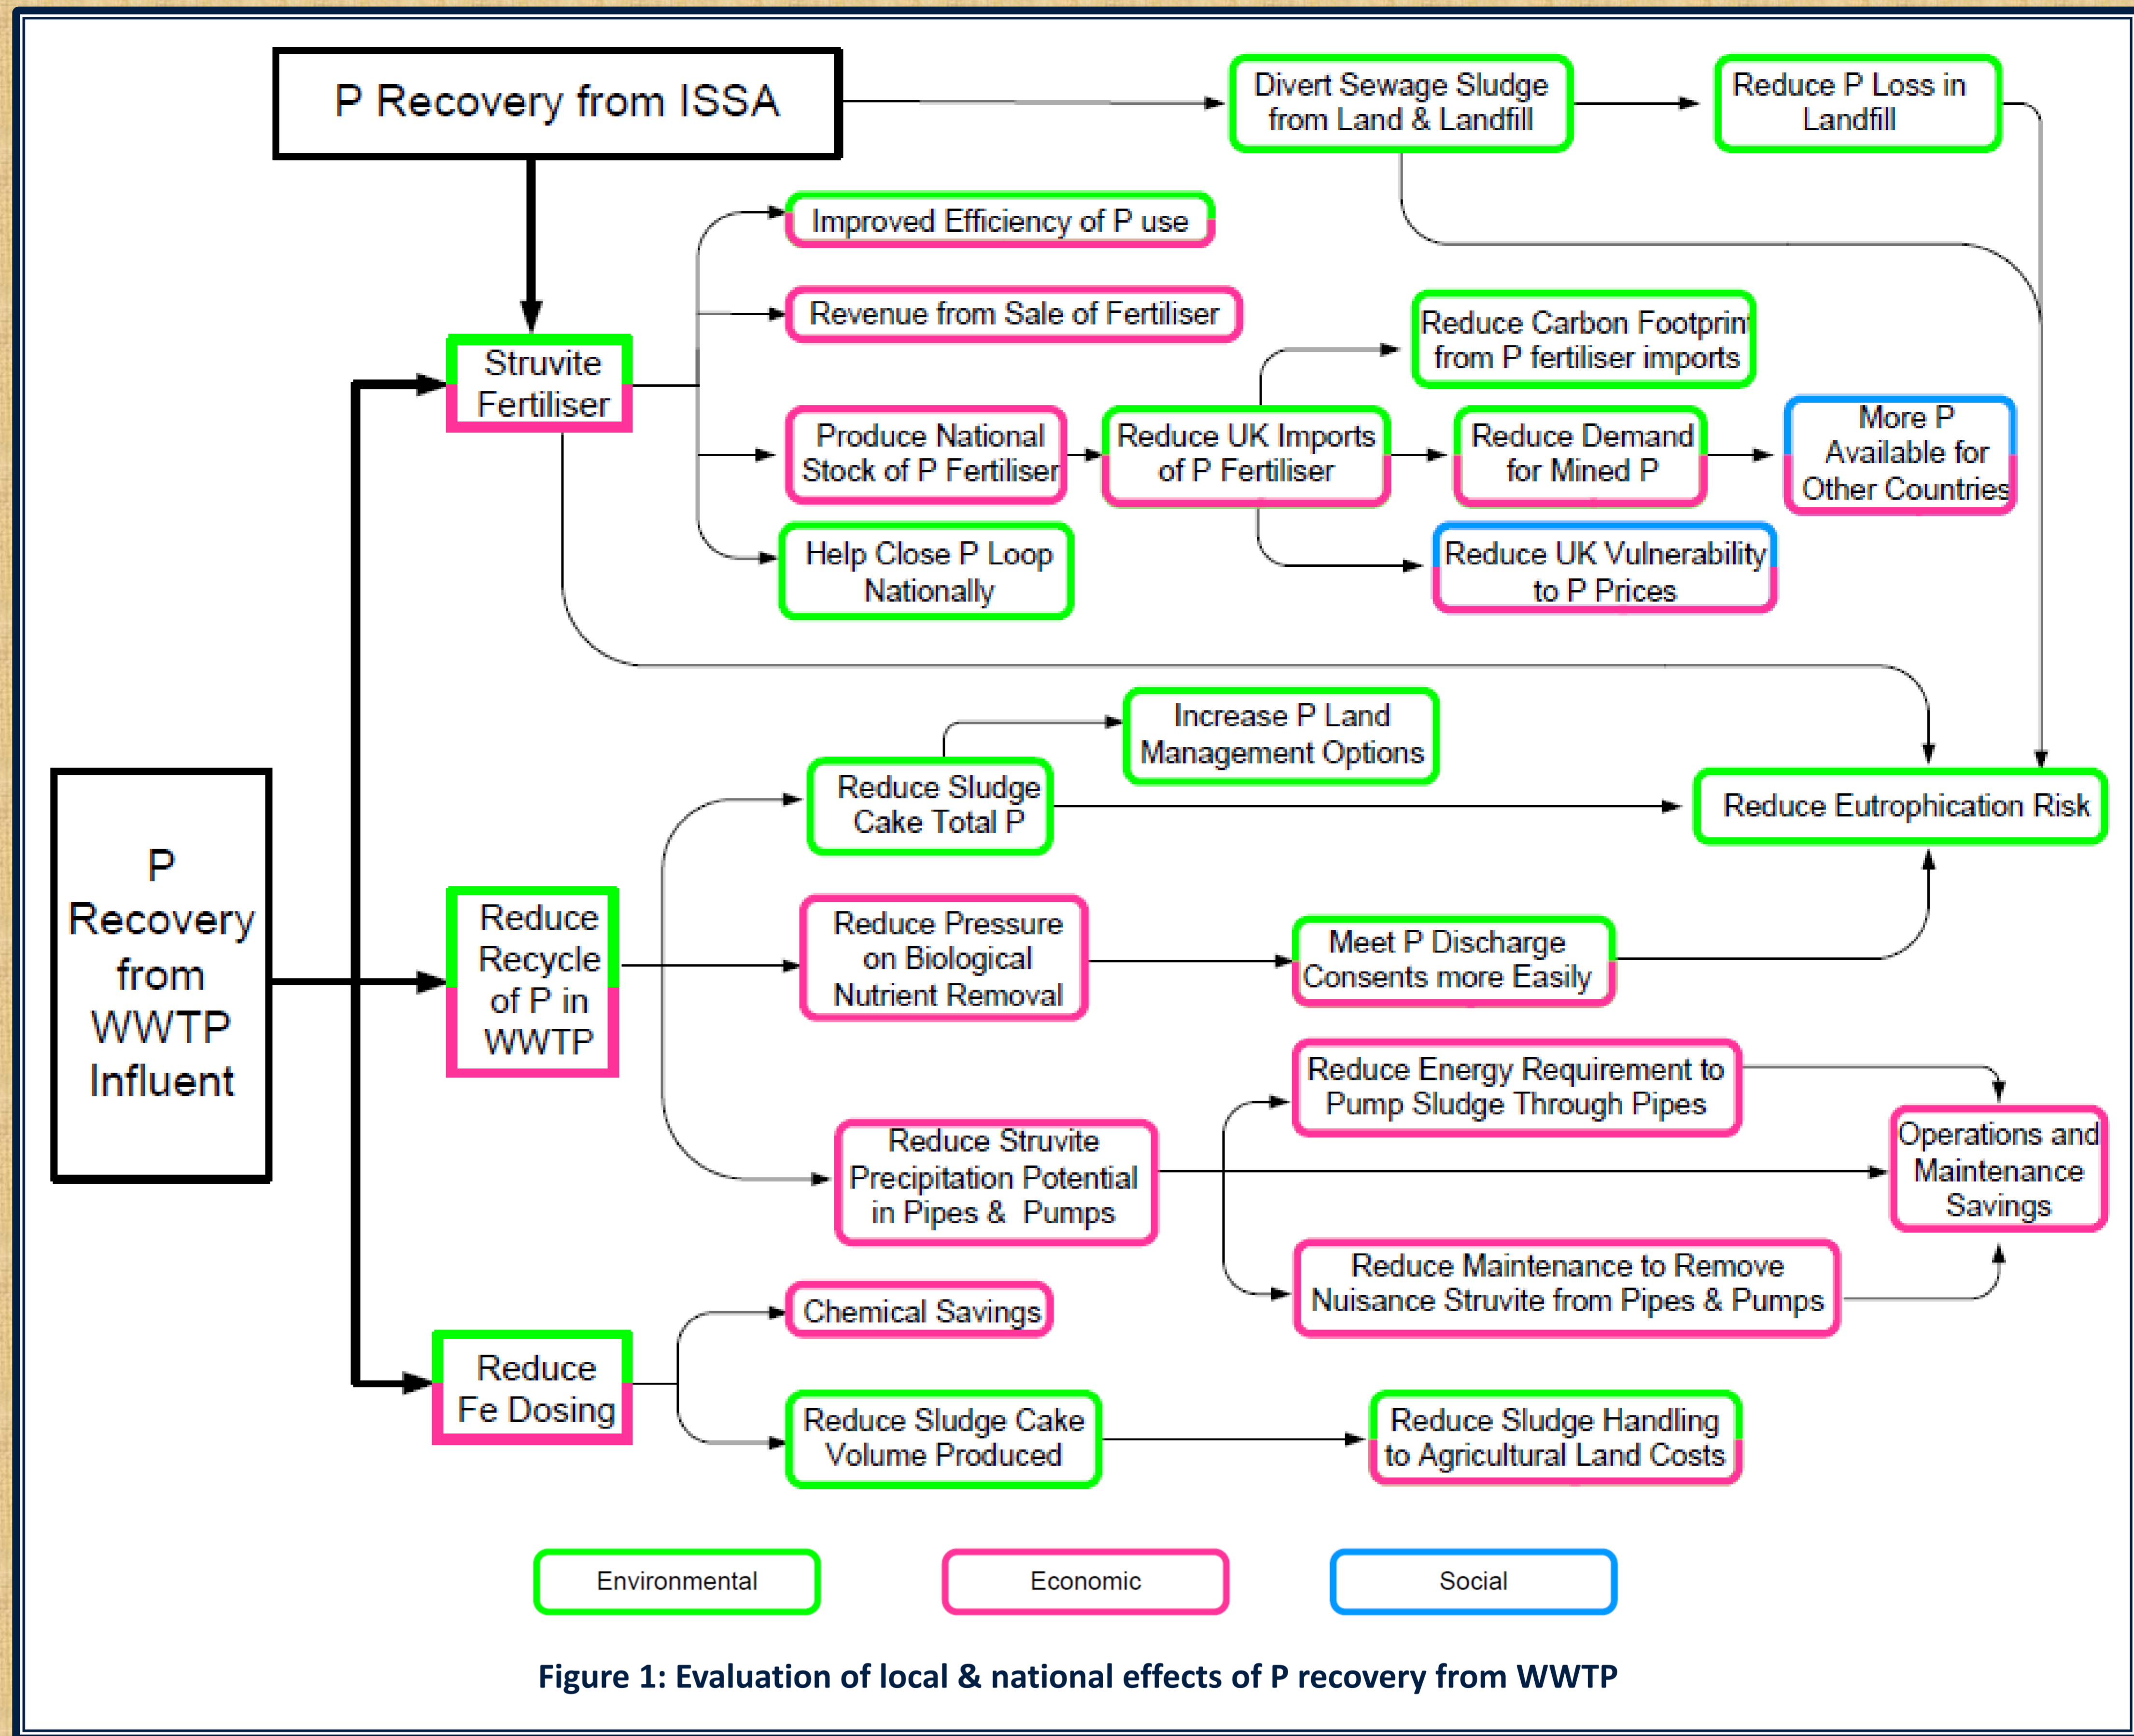 P Recovery from ISSA
Divert Sewage Sludge
from Land & Landfill
Reduce P Loss in
Landfill
Improved Efficiency of P use
Revenue from Sale of Fertiliser
Reduce Carbon Footprint
from P fertiliser imports
Struvite
Fertiliser
Produce National
Stock of P Fertiliser
Reduce UK Imports
of P Fertiliser
Reduce Demand
for Mined P
More P
Available for
Other Countries
Help Close P Loop
Nationally
Reduce UK Vulnerability
to P Prices
Increase P Land
Management Options
Reduce Sludge
Cake Total P
Reduce Eutrophication Risk
P
Recovery
from
WWTP
Influent
Reduce
Recycle
of P in
WWTP
Reduce Pressure
on Biological
Nutrient Removal
Meet P Discharge
Consents more Easily
Reduce Energy Requirement to
Pump Sludge Through Pipes
Reduce Struvite
Precipitation Potential
in Pipes & Pumps
Operations and
Maintenance
Savings
Reduce Maintenance to Remove
Nuisance Struvite from Pipes & Pumps
Chemical Savings
Reduce
Fe Dosing
Reduce Sludge Cake
Volume Produced
Reduce Sludge Handling
to Agricultural Land Costs
Environmental
Economic
Social
Figure 1: Evaluation of local & national effects of P recovery from WWTP